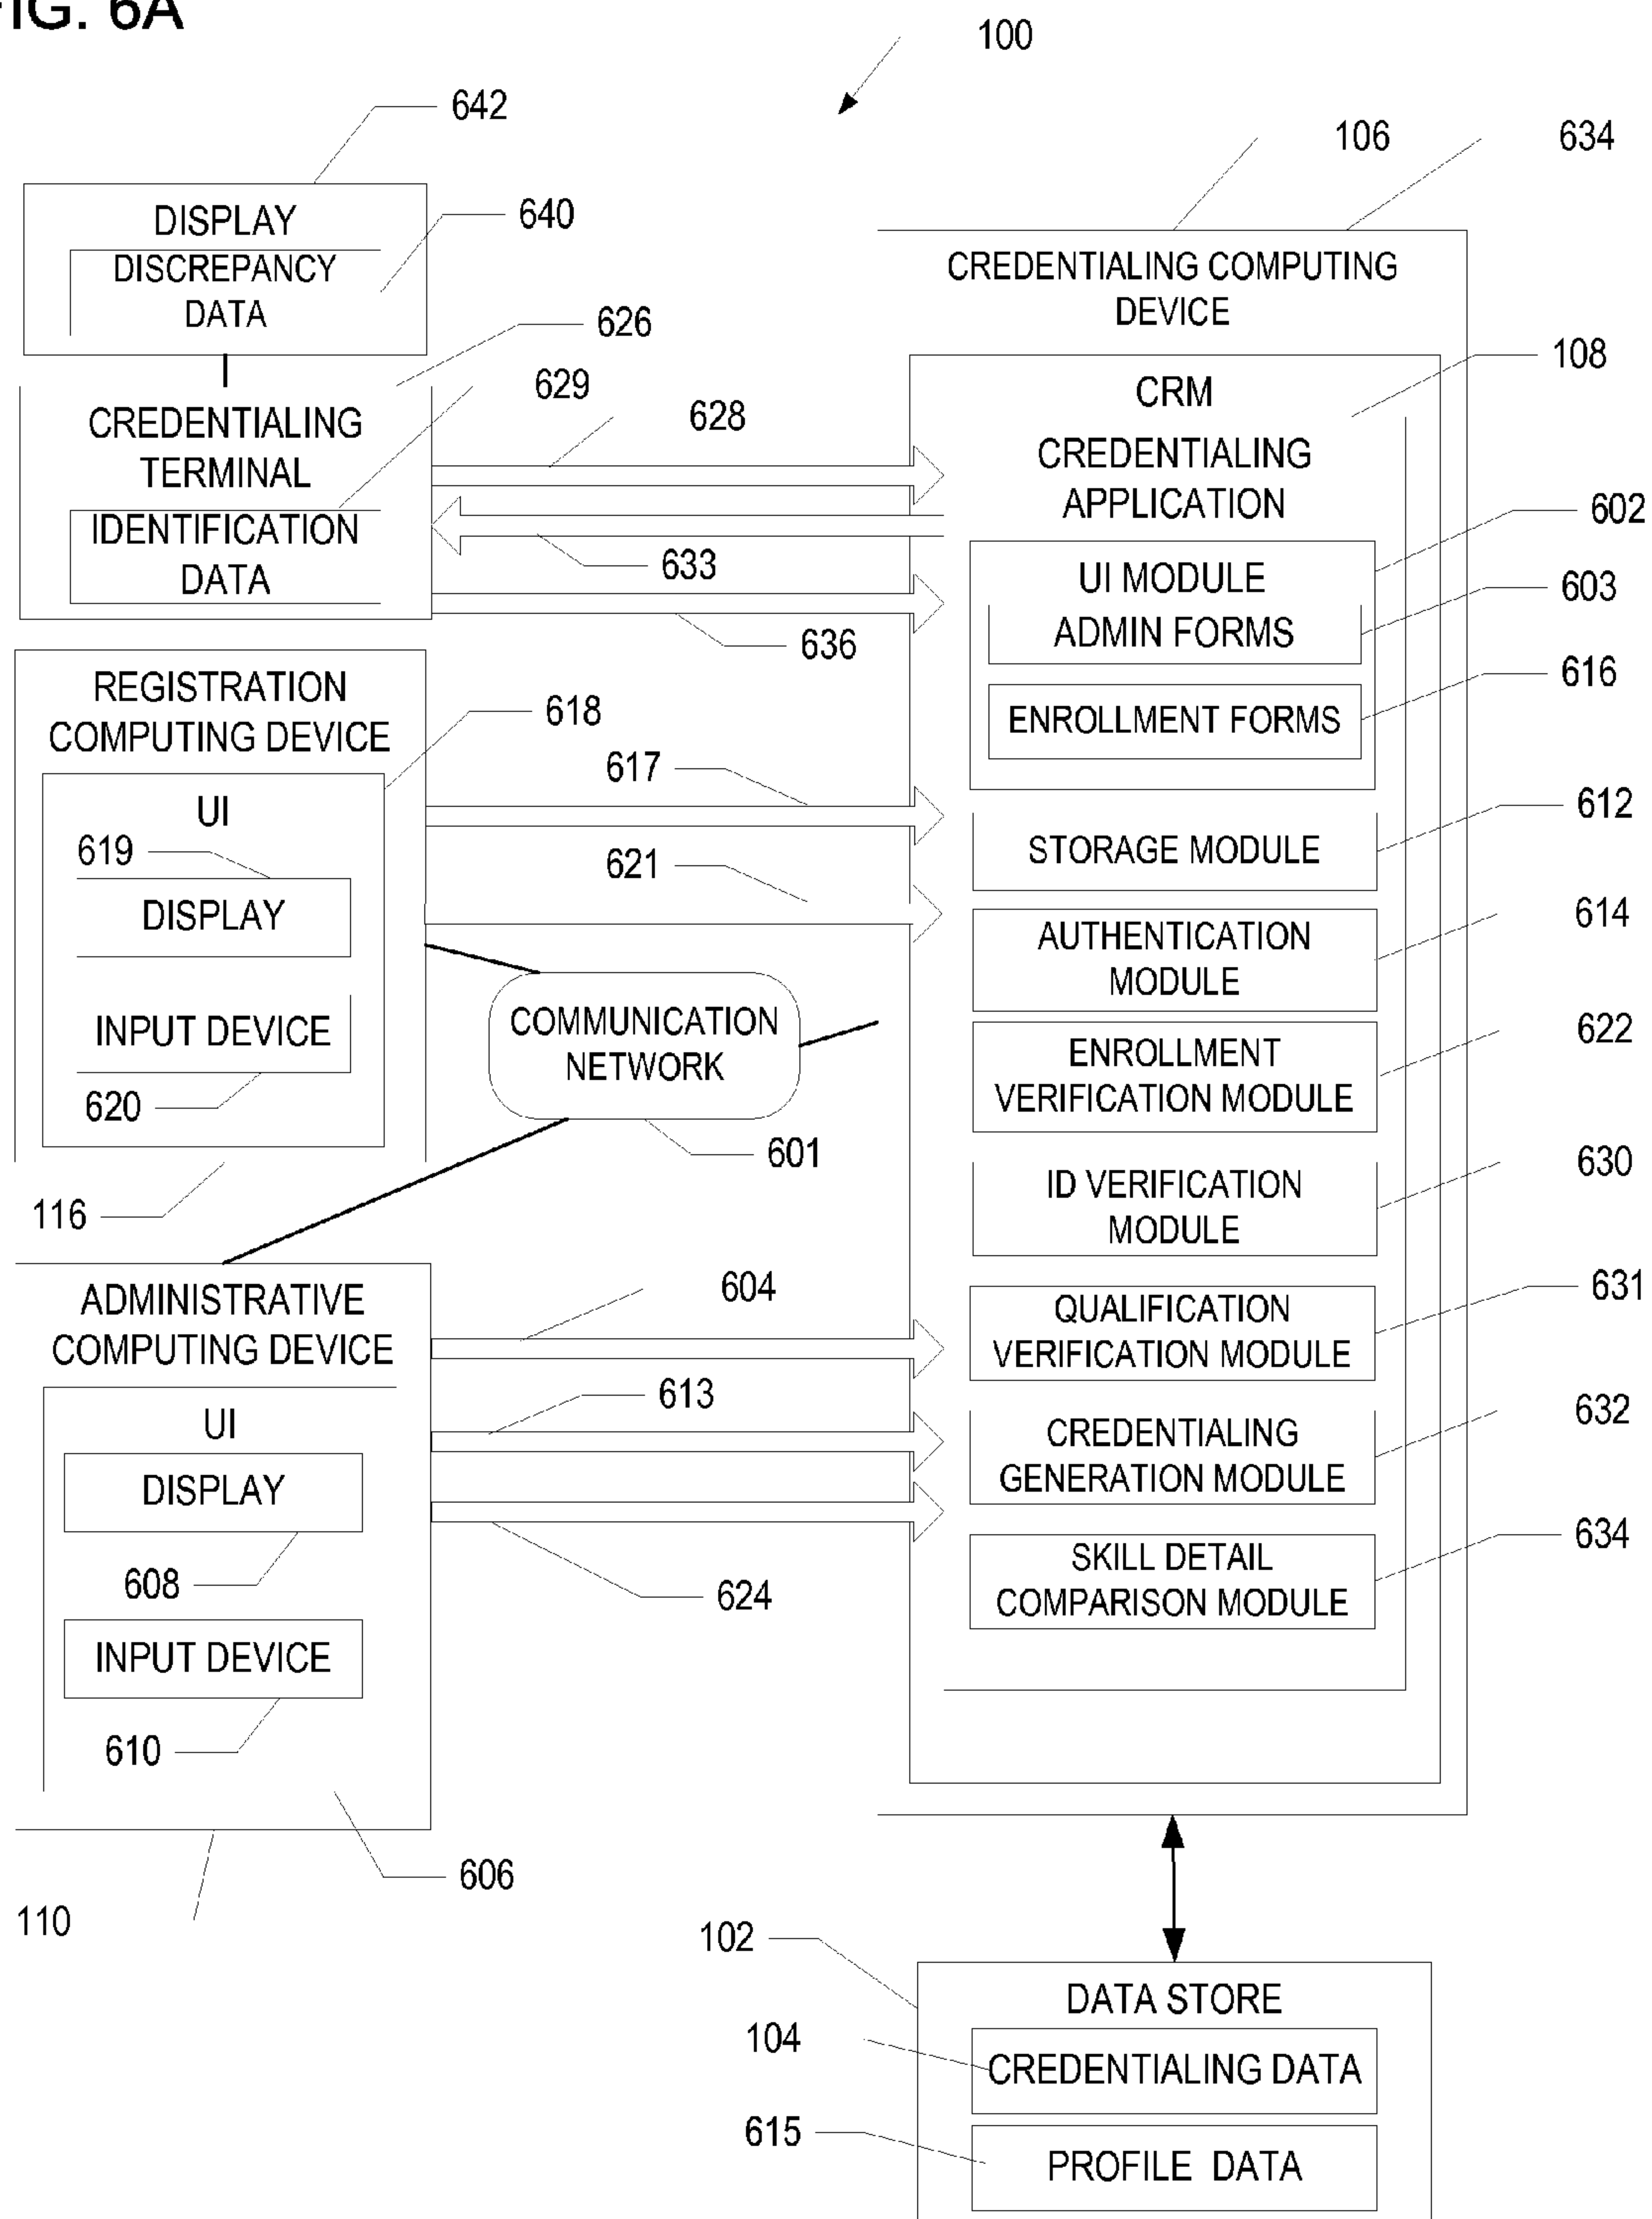 FIG. 6A
100
642
106
634
DISPLAY
640
DISCREPANCY
DATA
CREDENTIALING COMPUTING
DEVICE
626
629
628
108
CRM
CREDENTIALING
TERMINAL
CREDENTIALING
APPLICATION
IDENTIFICATION
DATA
633
602
UI MODULE
603
ADMIN FORMS
636
616
ENROLLMENT FORMS
REGISTRATION
COMPUTING DEVICE
618
617
UI
619
DISPLAY
621
612
STORAGE MODULE
614
AUTHENTICATION
MODULE
INPUT DEVICE
620
COMMUNICATION
NETWORK
622
ENROLLMENT
VERIFICATION MODULE
601
630
ID VERIFICATION
MODULE
116
ADMINISTRATIVE
COMPUTING DEVICE
604
631
QUALIFICATION
VERIFICATION MODULE
613
UI
DISPLAY
632
CREDENTIALING
GENERATION MODULE
608
624
634
SKILL DETAIL
COMPARISON MODULE
INPUT DEVICE
610
606
110
102
DATA STORE
104
CREDENTIALING DATA
615
PROFILE DATA